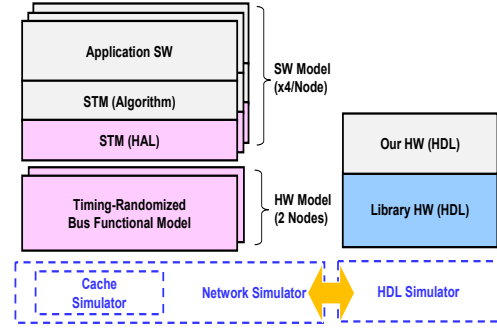 Application SW
STM (Algorithm)
STM (HAL)
SW Model
(x4/Node)
Timing-Randomized
Bus Functional Model
HW Model
(2 Nodes)
Our HW (HDL)
Library HW (HDL)
Cache
Simulator
Network Simulator
HDL Simulator